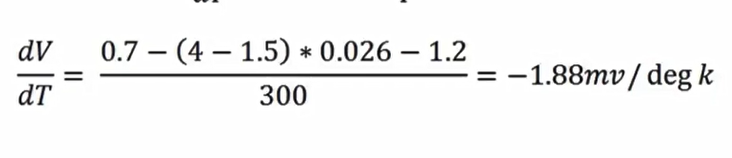 dV/dT = (0.7 − (4 − 1.5) ∗ 0.026 − 1.2)/300 = −1.88mv/ deg k